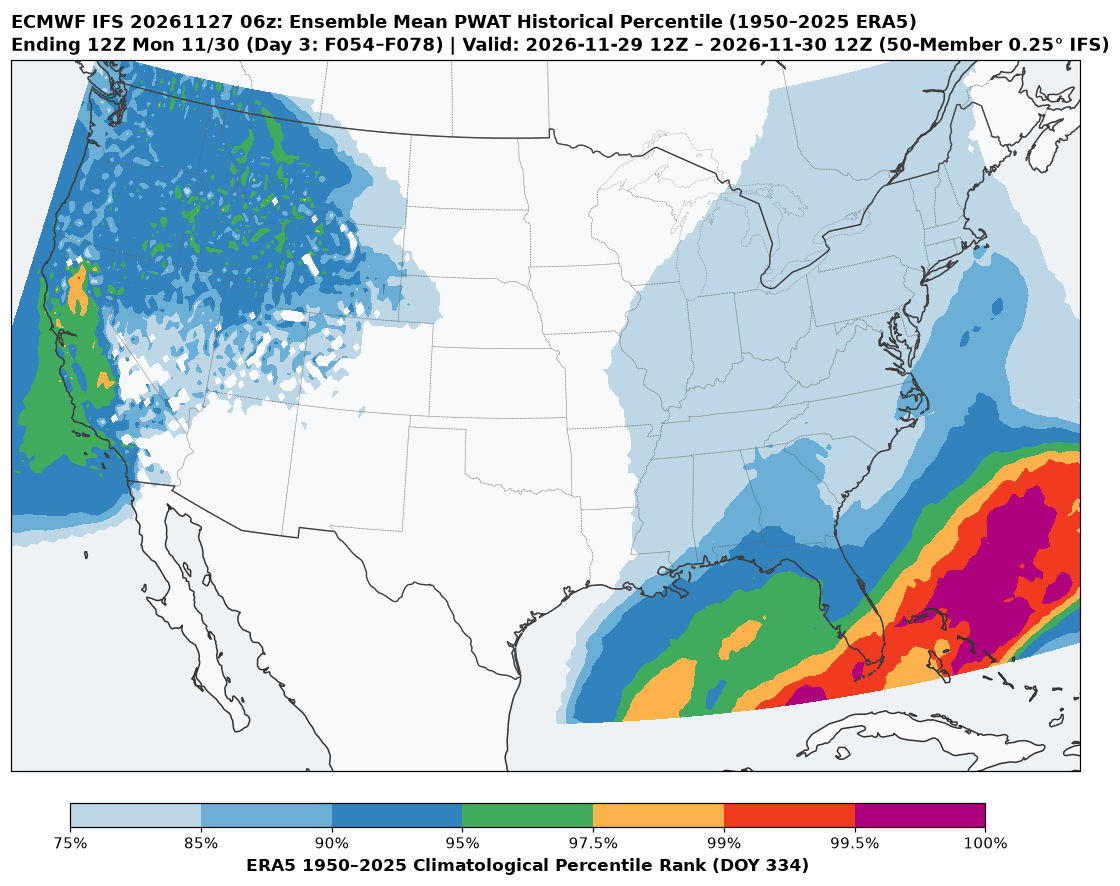 ECMWF IFS 20261127 06z: Ensemble Mean PWAT Historical Percentile (1950–2025 ERA5)
Ending 12Z Mon 11/30 (Day 3: F054–F078) | Valid: 2026-11-29 12Z – 2026-11-30 12Z (50-Member 0.25° IFS)
75% 85% 90% 95% 97.5% 99% 99.5% 100%
ERA5 1950–2025 Climatological Percentile Rank (DOY 334)